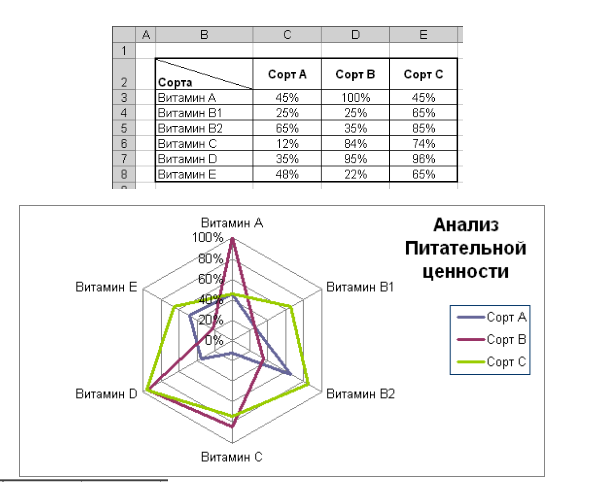 A B C D E
1
2 Сорта Сорт A Сорт B Сорт C
3 Витамин A 45% 100% 45%
4 Витамин B1 25% 25% 65%
5 Витамин B2 65% 35% 85%
6 Витамин C 12% 84% 74%
7 Витамин D 35% 95% 96%
8 Витамин E 48% 22% 65%
Анализ
Питательной
ценности
Витамин A
100%
80%
60%
40%
20%
0%
Витамин E
Витамин B1
Витамин D
Витамин B2
Витамин C
Сорт A
Сорт B
Сорт C